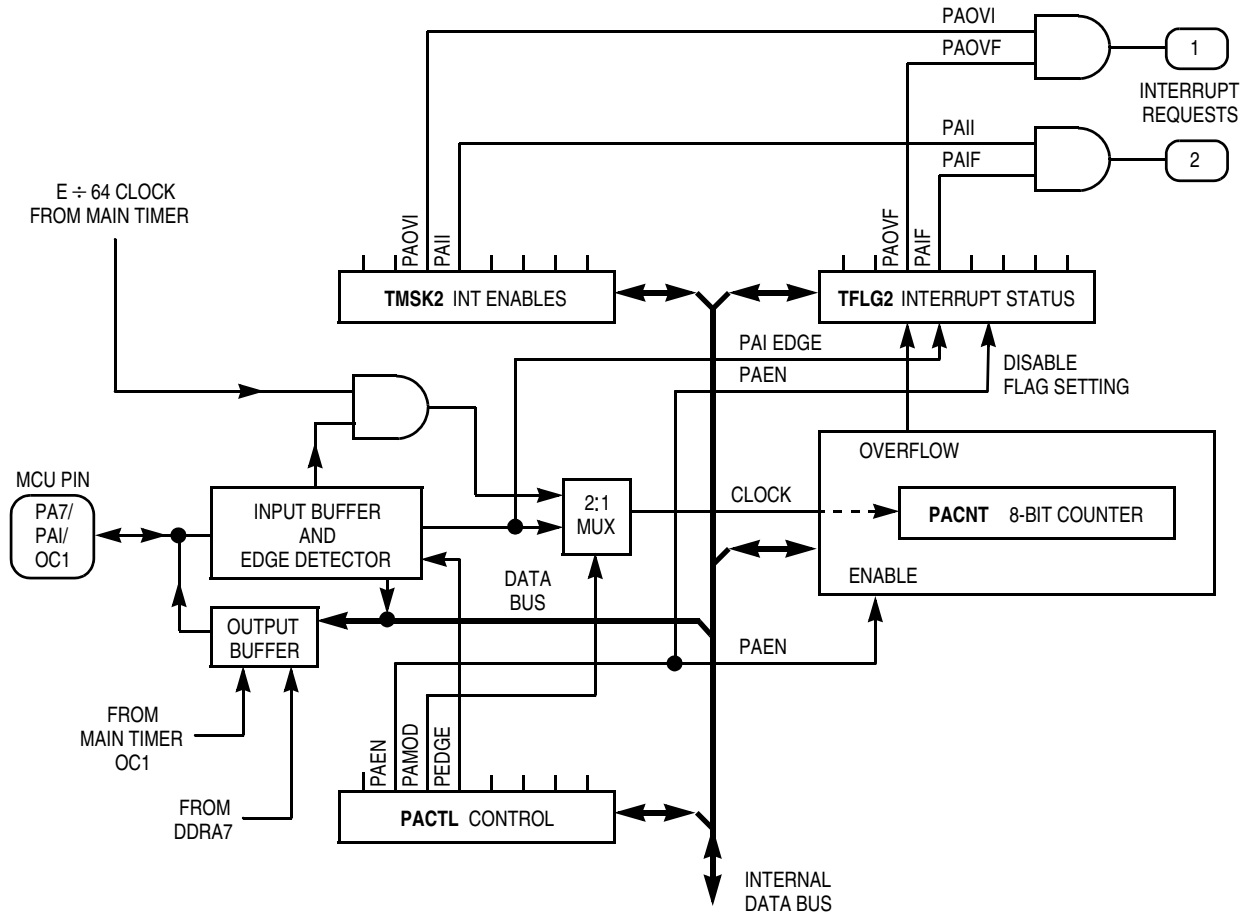 PAOVI
PAOVF
1
INTERRUPT
REQUESTS
PAII
PAIF
2
E ÷ 64 CLOCK
FROM MAIN TIMER
PAOVI
PAII
PAOVF
PAIF
TMSK2 INT ENABLES
TFLG2 INTERRUPT STATUS
PAI EDGE
PAEN
DISABLE
FLAG SETTING
OVERFLOW
MCU PIN
PA7/
PAI/
OC1
INPUT BUFFER
AND
EDGE DETECTOR
2:1
MUX
CLOCK
PACNT 8-BIT COUNTER
DATA
BUS
ENABLE
OUTPUT
BUFFER
PAEN
FROM
MAIN TIMER
OC1
PAEN
PAMOD
PEDGE
FROM
DDRA7
PACTL CONTROL
INTERNAL
DATA BUS